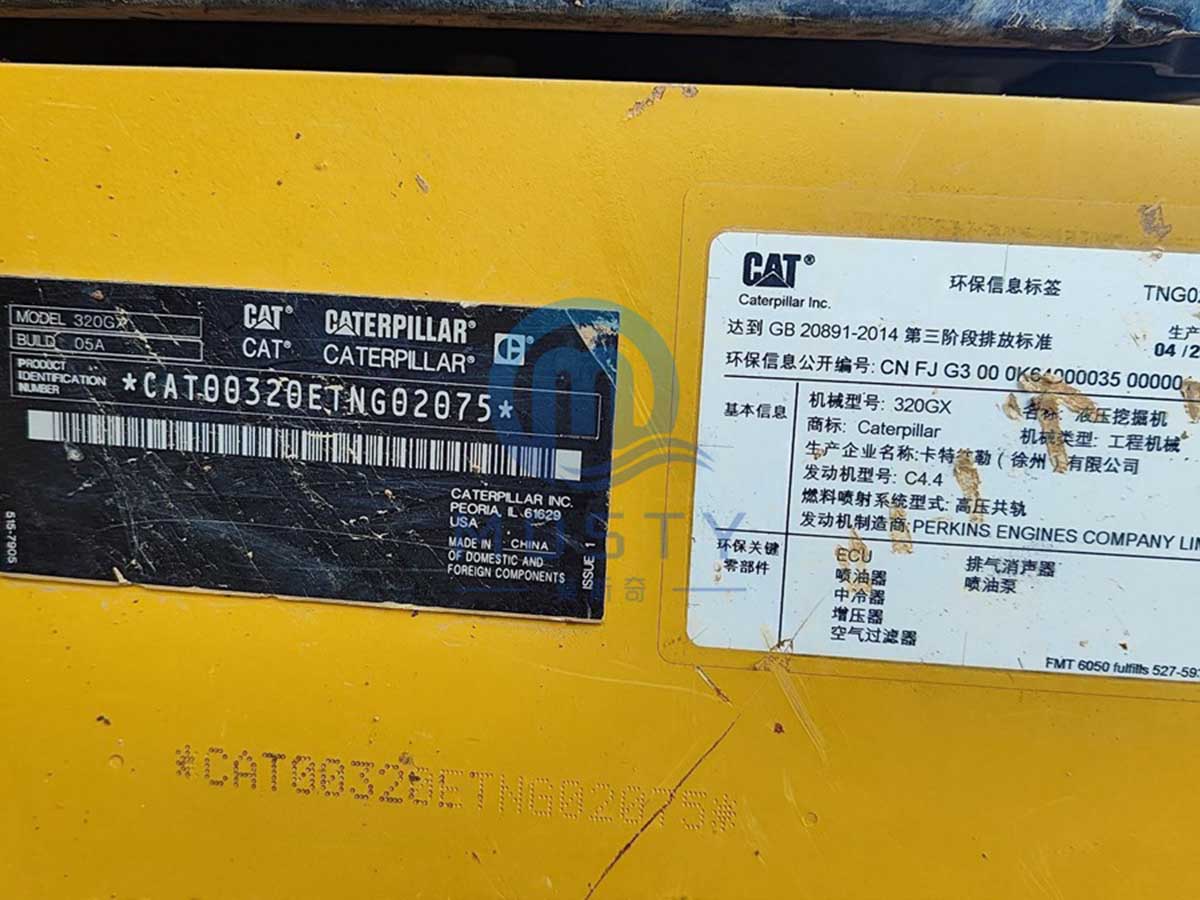 MODEL 320GX
BUILD 05A
CAT® CATERPILLAR®
CAT® CATERPILLAR®
PRODUCT
IDENTIFICATION
NUMBER
*CAT00320ETNG02075*
CATERPILLAR INC.
PEORIA, IL 61629
USA
MADE IN CHINA
OF DOMESTIC AND
FOREIGN COMPONENTS
ISSUE 1
515-7905
CAT®
Caterpillar Inc.
环保信息标签
达到 GB 20891-2014 第三阶段排放标准
04
环保信息公开编号: CN FJ G3 00
基本信息
机械型号: 320GX
名称: 液压挖掘机
商标: Caterpillar
机械类型: 工程机械
生产企业名称:卡特 勒(徐州 有限公司
发动机型号: C4.4
燃料喷射系统型式: 高压共轨
发动机制造商: PERKINS ENGINES COMPANY
环保关键
零部件
ECU
喷油器
中冷器
增压器
空气过滤器
排气消声器
喷油泵
FMT 6050 fulfills
MUSTY
*CAT00320ETNG02075*